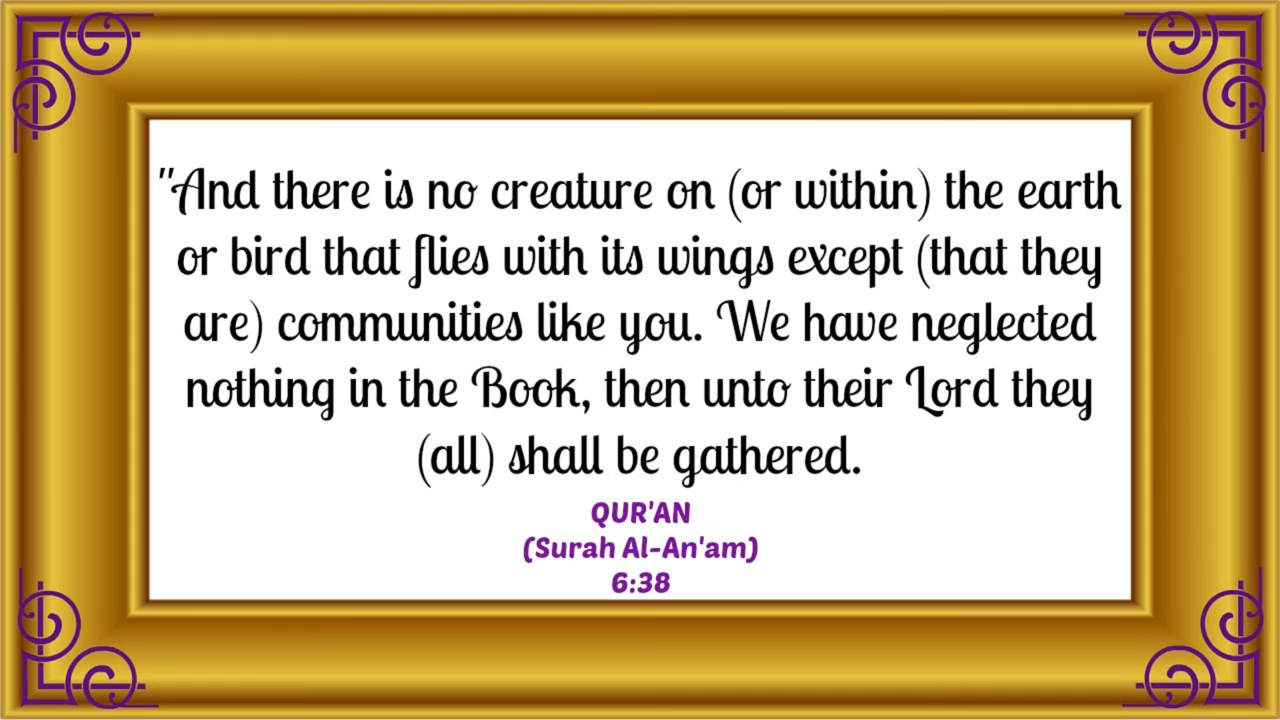 "And there is no creature on (or within) the earth
or bird that flies with its wings except (that they
are) communities like you. We have neglected
nothing in the Book, then unto their Lord they
(all) shall be gathered.
QUR'AN
(Surah Al-An'am)
6:38